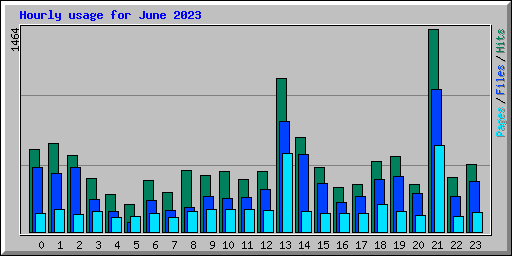 Hourly usage for June 2023
1464
Pages/Files/Hits
0 1 2 3 4 5 6 7 8 9 10 11 12 13 14 15 16 17 18 19 20 21 22 23